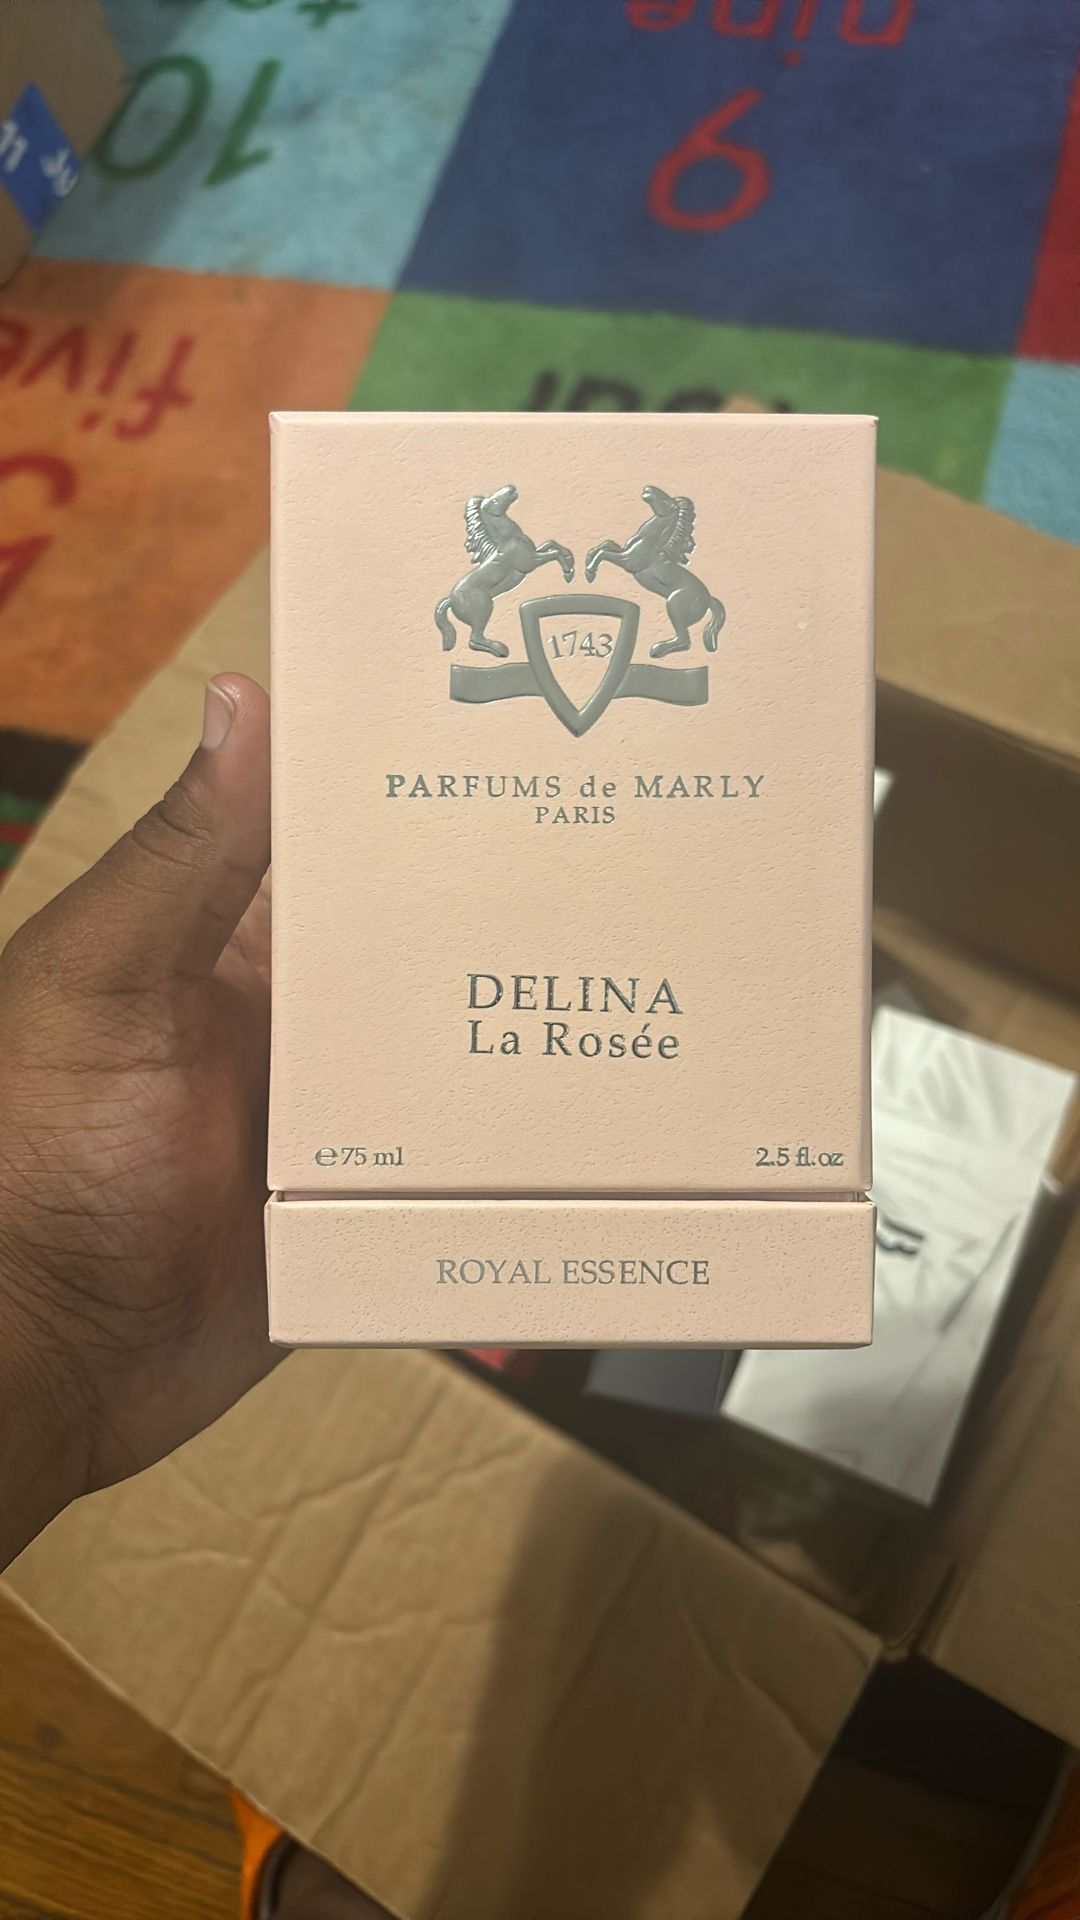 10
nine
9
five
1743
PARFUMS de MARLY
PARIS
DELINA
La Rosée
℮75 ml
2.5 fl.oz
ROYAL ESSENCE